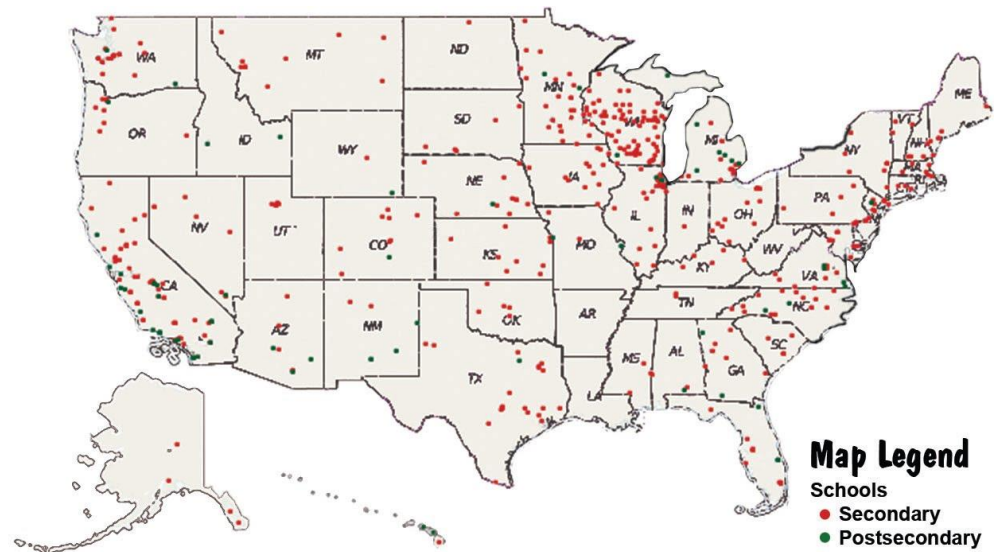 WA
MT
ND
MN
ME
OR
ID
SD
WI
MI
VT
NH
NY
MA
RI
WY
NE
IA
PA
NV
UT
CO
IL
IN
OH
KS
MO
WV
KY
VA
CA
TN
NC
AZ
NM
OK
AR
SC
MS
AL
GA
TX
LA
Map Legend
Schools
Secondary
Postsecondary